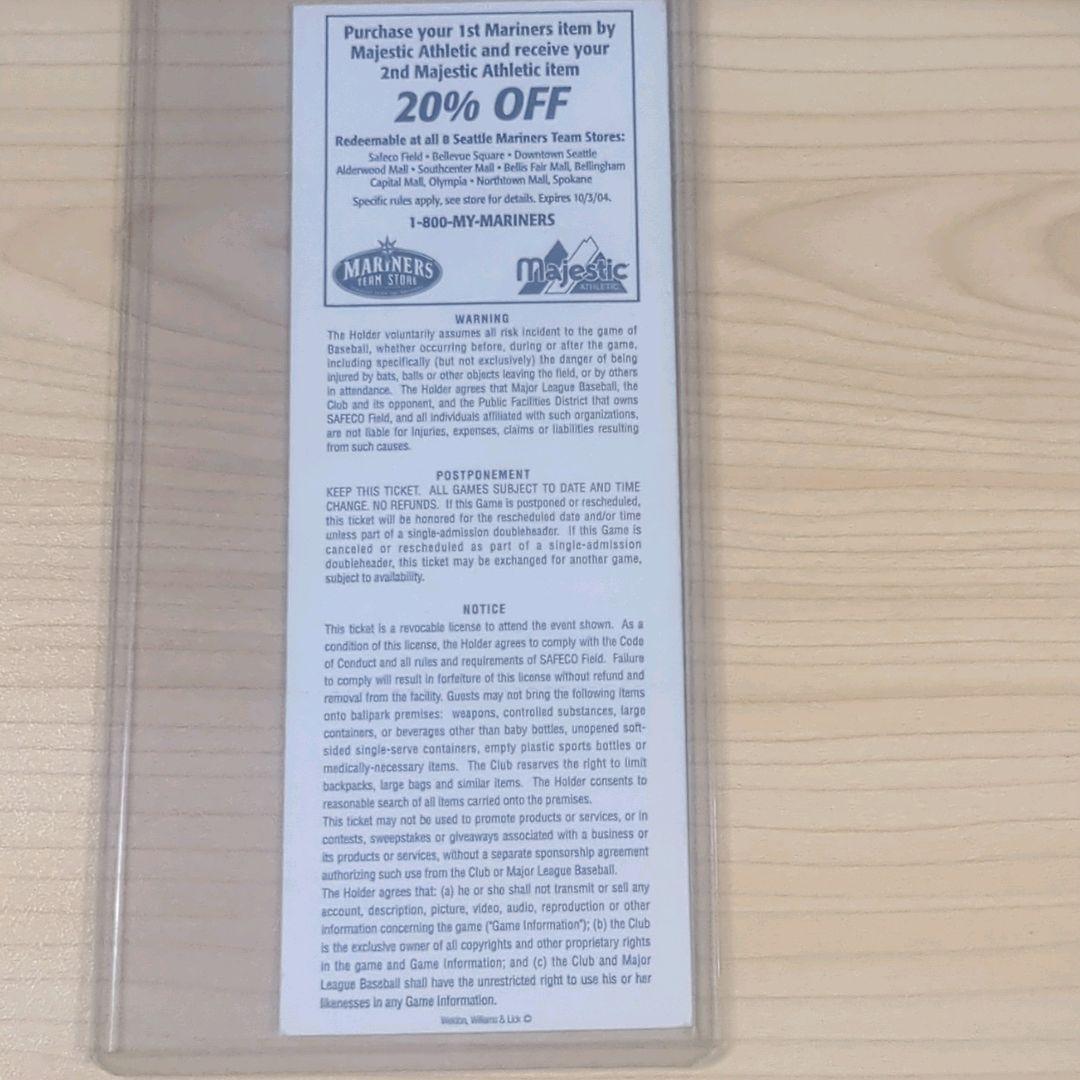 Purchase your 1st Mariners item by
Majestic Athletic and receive your
2nd Majestic Athletic item
20% OFF
Redeemable at all 8 Seattle Mariners Team Stores:
Safeco Field • Bellevue Square • Downtown Seattle
Alderwood Mall • Southcenter Mall • Bellis Fair Mall, Bellingham
Capital Mall, Olympia • Northtown Mall, Spokane
Specific rules apply, see store for details. Expires 10/3/04.
1-800-MY-MARINERS
MARINERS
TEAM STORE
Majestic
ATHLETIC
WARNING
The Holder voluntarily assumes all risk incident to the game of
Baseball, whether occurring before, during or after the game,
including specifically (but not exclusively) the danger of being
injured by bats, balls or other objects leaving the field, or by others
in attendance. The Holder agrees that Major League Baseball, the
Club and its opponent, and the Public Facilities District that owns
SAFECO Field, and all individuals affiliated with such organizations,
are not liable for injuries, expenses, claims or liabilities resulting
from such causes.
POSTPONEMENT
KEEP THIS TICKET. ALL GAMES SUBJECT TO DATE AND TIME
CHANGE. NO REFUNDS. If this Game is postponed or rescheduled,
this ticket will be honored for the rescheduled date and/or time
unless part of a single-admission doubleheader. If this Game is
canceled or rescheduled as part of a single-admission
doubleheader, this ticket may be exchanged for another game,
subject to availability.
NOTICE
This ticket is a revocable license to attend the event shown. As a
condition of this license, the Holder agrees to comply with the Code
of Conduct and all rules and requirements of SAFECO Field. Failure
to comply will result in forfeiture of this license without refund and
removal from the facility. Guests may not bring the following items
onto ballpark premises: weapons, controlled substances, large
containers, or beverages other than baby bottles, unopened soft-
sided single-serve containers, empty plastic sports bottles or
medically-necessary items. The Club reserves the right to limit
backpacks, large bags and similar items. The Holder consents to
reasonable search of all items carried onto the premises.
This ticket may not be used to promote products or services, or in
contests, sweepstakes or giveaways associated with a business or
its products or services, without a separate sponsorship agreement
authorizing such use from the Club or Major League Baseball.
The Holder agrees that: (a) he or she shall not transmit or sell any
account, description, picture, video, audio, reproduction or other
information concerning the game ("Game Information"); (b) the Club
is the exclusive owner of all copyrights and other proprietary rights
in the game and Game Information; and (c) the Club and Major
League Baseball shall have the unrestricted right to use his or her
likenesses in any Game Information.
Weldon, Williams & Lick ©